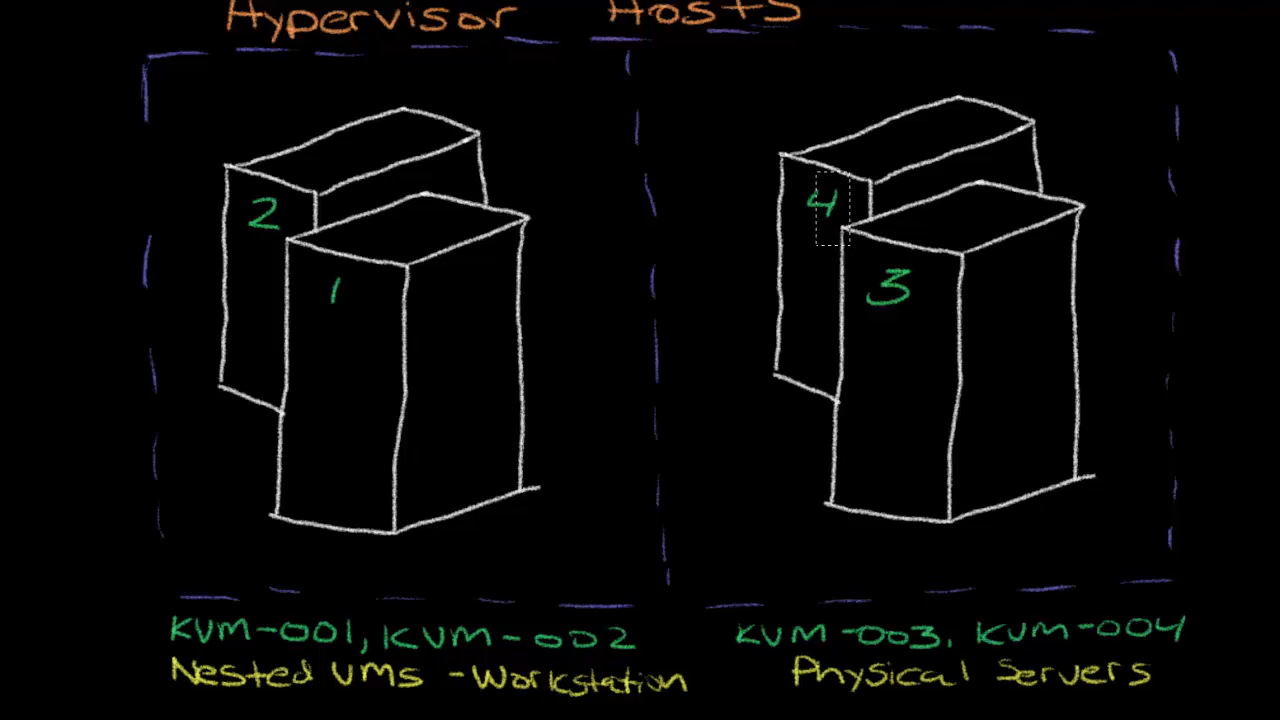 Hypervisor Hosts
2
1
4
3
KVM-001, KVM-002
Nested VMs - Workstation
KVM-003, KVM-004
Physical Servers